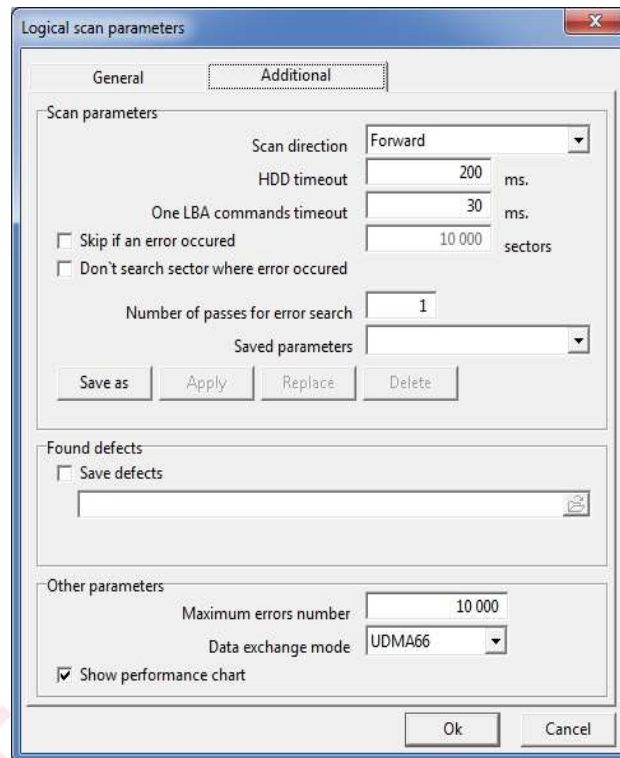 Logical scan parameters
General Additional
Scan parameters
Scan direction Forward
HDD timeout 200 ms.
One LBA commands timeout 30 ms.
Skip if an error occured 10 000 sectors
Don`t search sector where error occured
Number of passes for error search 1
Saved parameters
Save as Apply Replace Delete
Found defects
Save defects
Other parameters
Maximum errors number 10 000
Data exchange mode UDMA66
Show performance chart
Ok Cancel